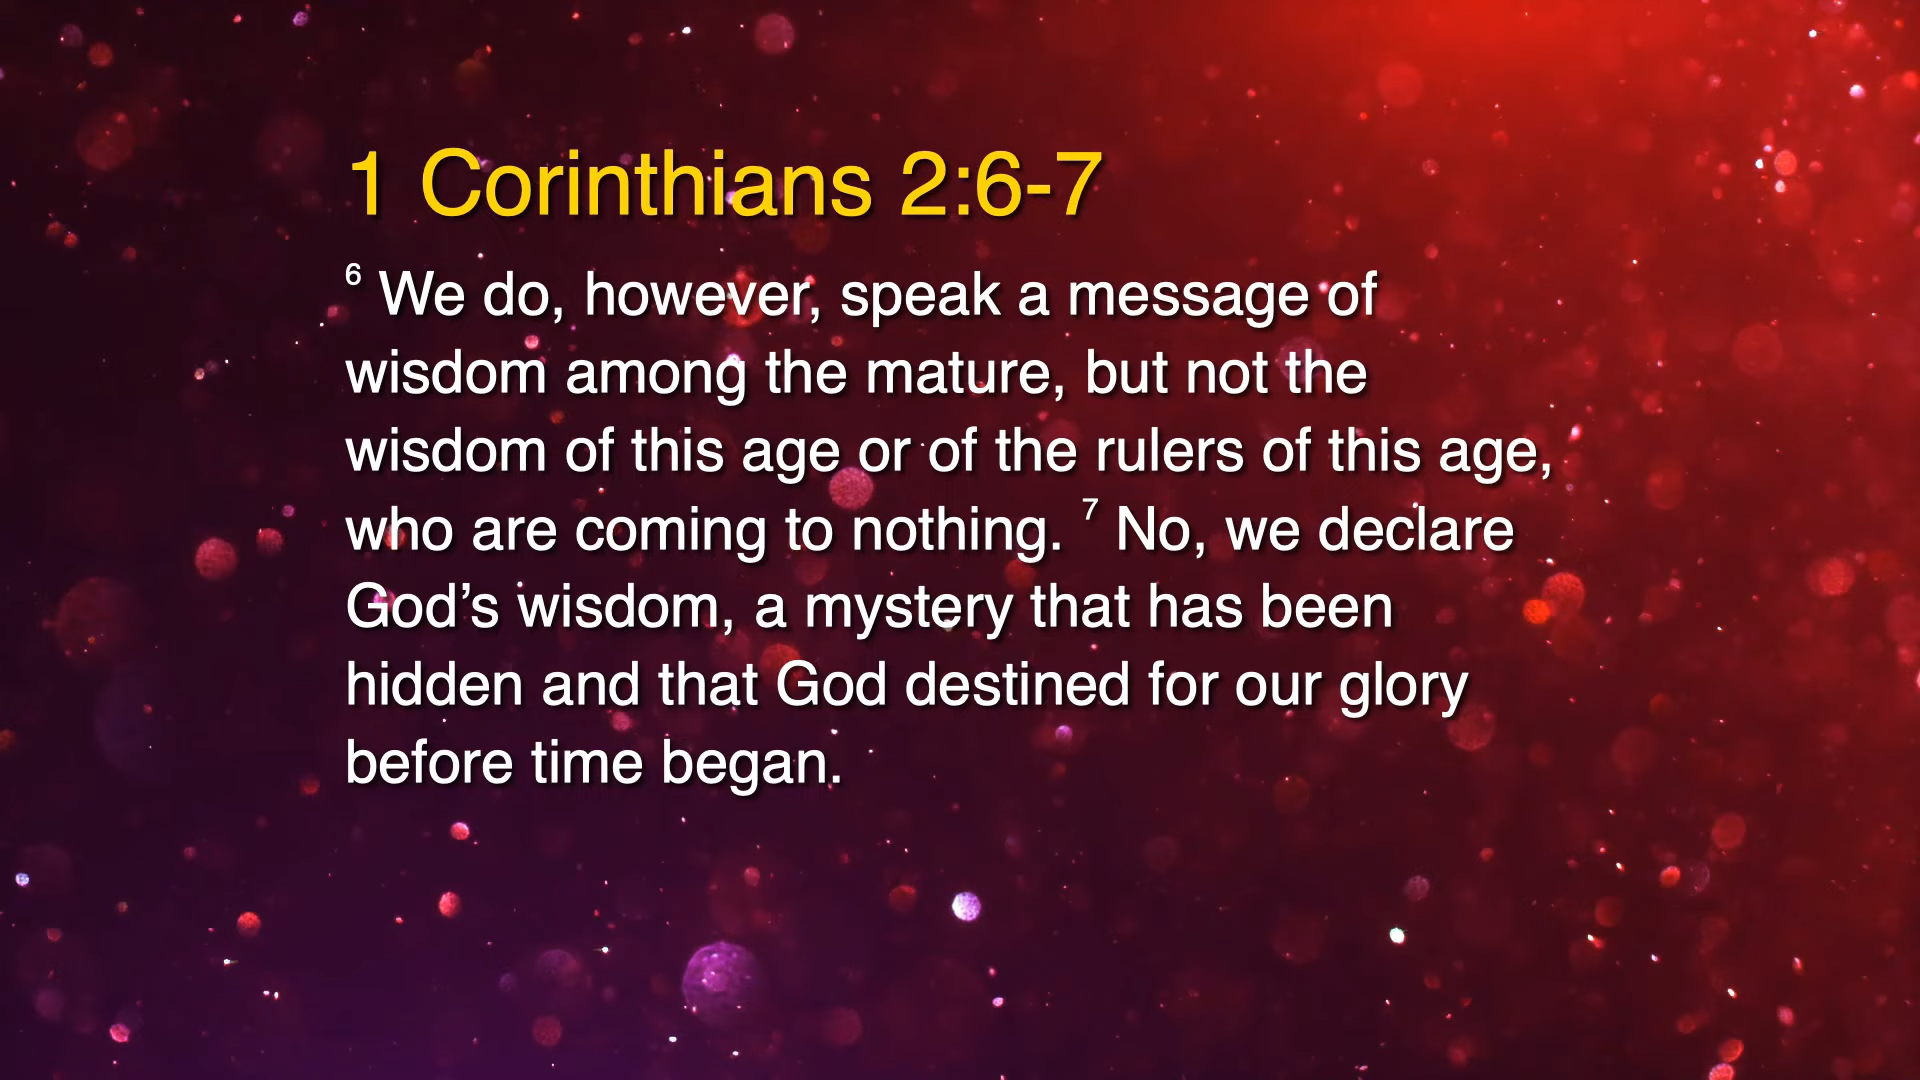 1 Corinthians 2:6-7
6 We do, however, speak a message of
wisdom among the mature, but not the
wisdom of this age or of the rulers of this age,
who are coming to nothing. 7 No, we declare
God’s wisdom, a mystery that has been
hidden and that God destined for our glory
before time began.